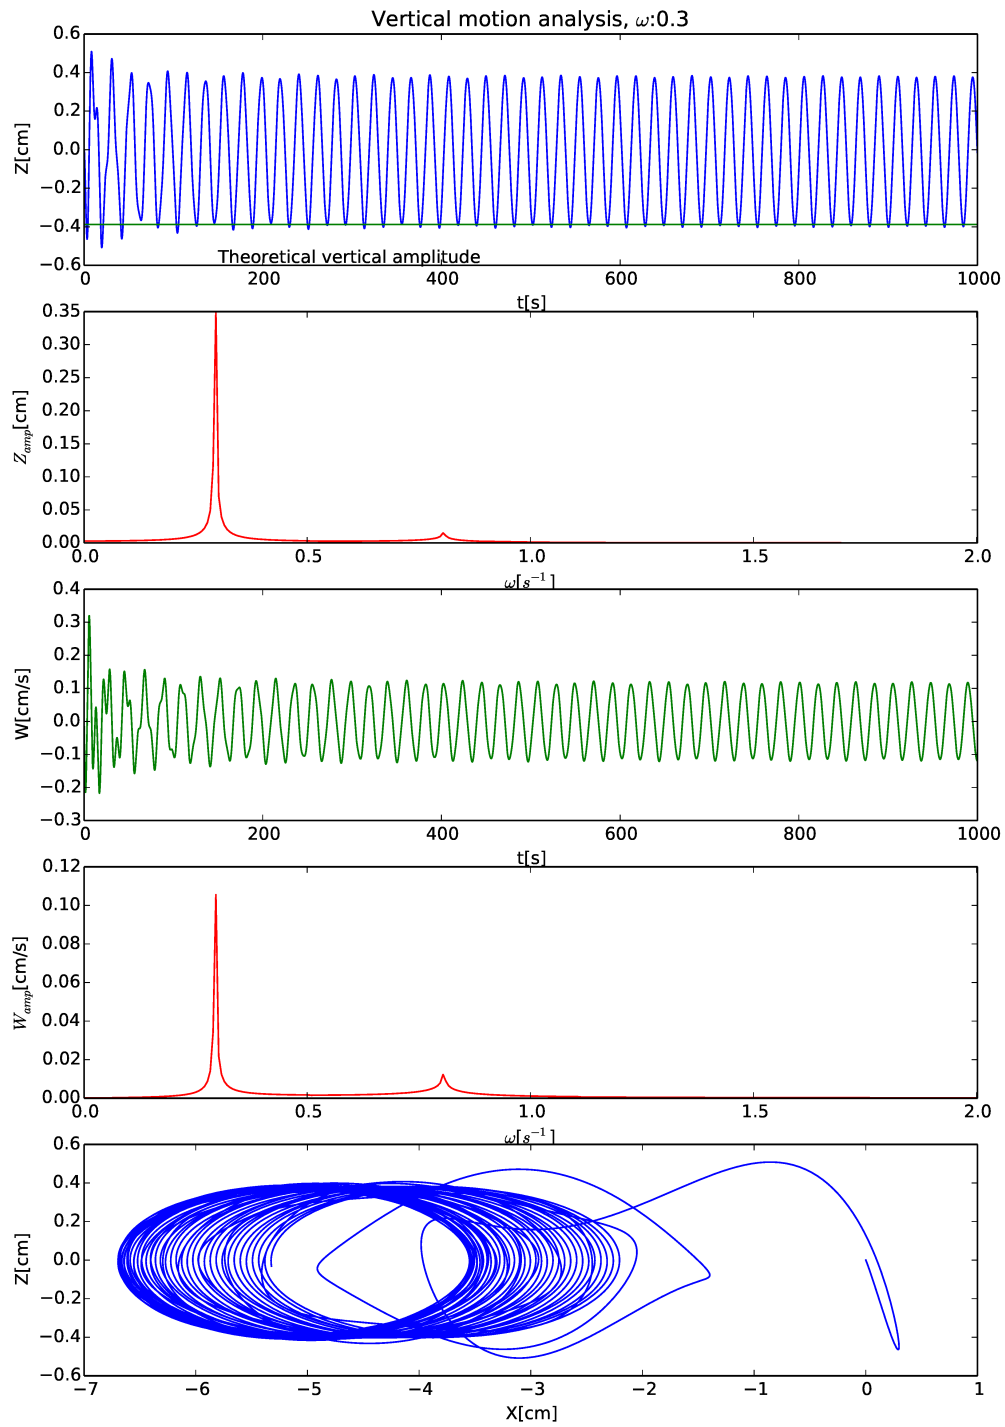 Vertical motion analysis, ω:0.3
0.6
0.4
0.2
0.0
−0.2
−0.4
−0.6
Z[cm]
Theoretical vertical amplitude
0 200 400 600 800 1000
t[s]
0.35
0.30
0.25
0.20
0.15
0.10
0.05
0.00
Z_amp[cm]
0.0 0.5 1.0 1.5 2.0
ω[s⁻¹]
0.4
0.3
0.2
0.1
0.0
−0.1
−0.2
−0.3
W[cm/s]
0 200 400 600 800 1000
t[s]
0.12
0.10
0.08
0.06
0.04
0.02
0.00
W_amp[cm/s]
0.0 0.5 1.0 1.5 2.0
ω[s⁻¹]
0.6
0.4
0.2
0.0
−0.2
−0.4
−0.6
Z[cm]
−7 −6 −5 −4 −3 −2 −1 0 1
X[cm]